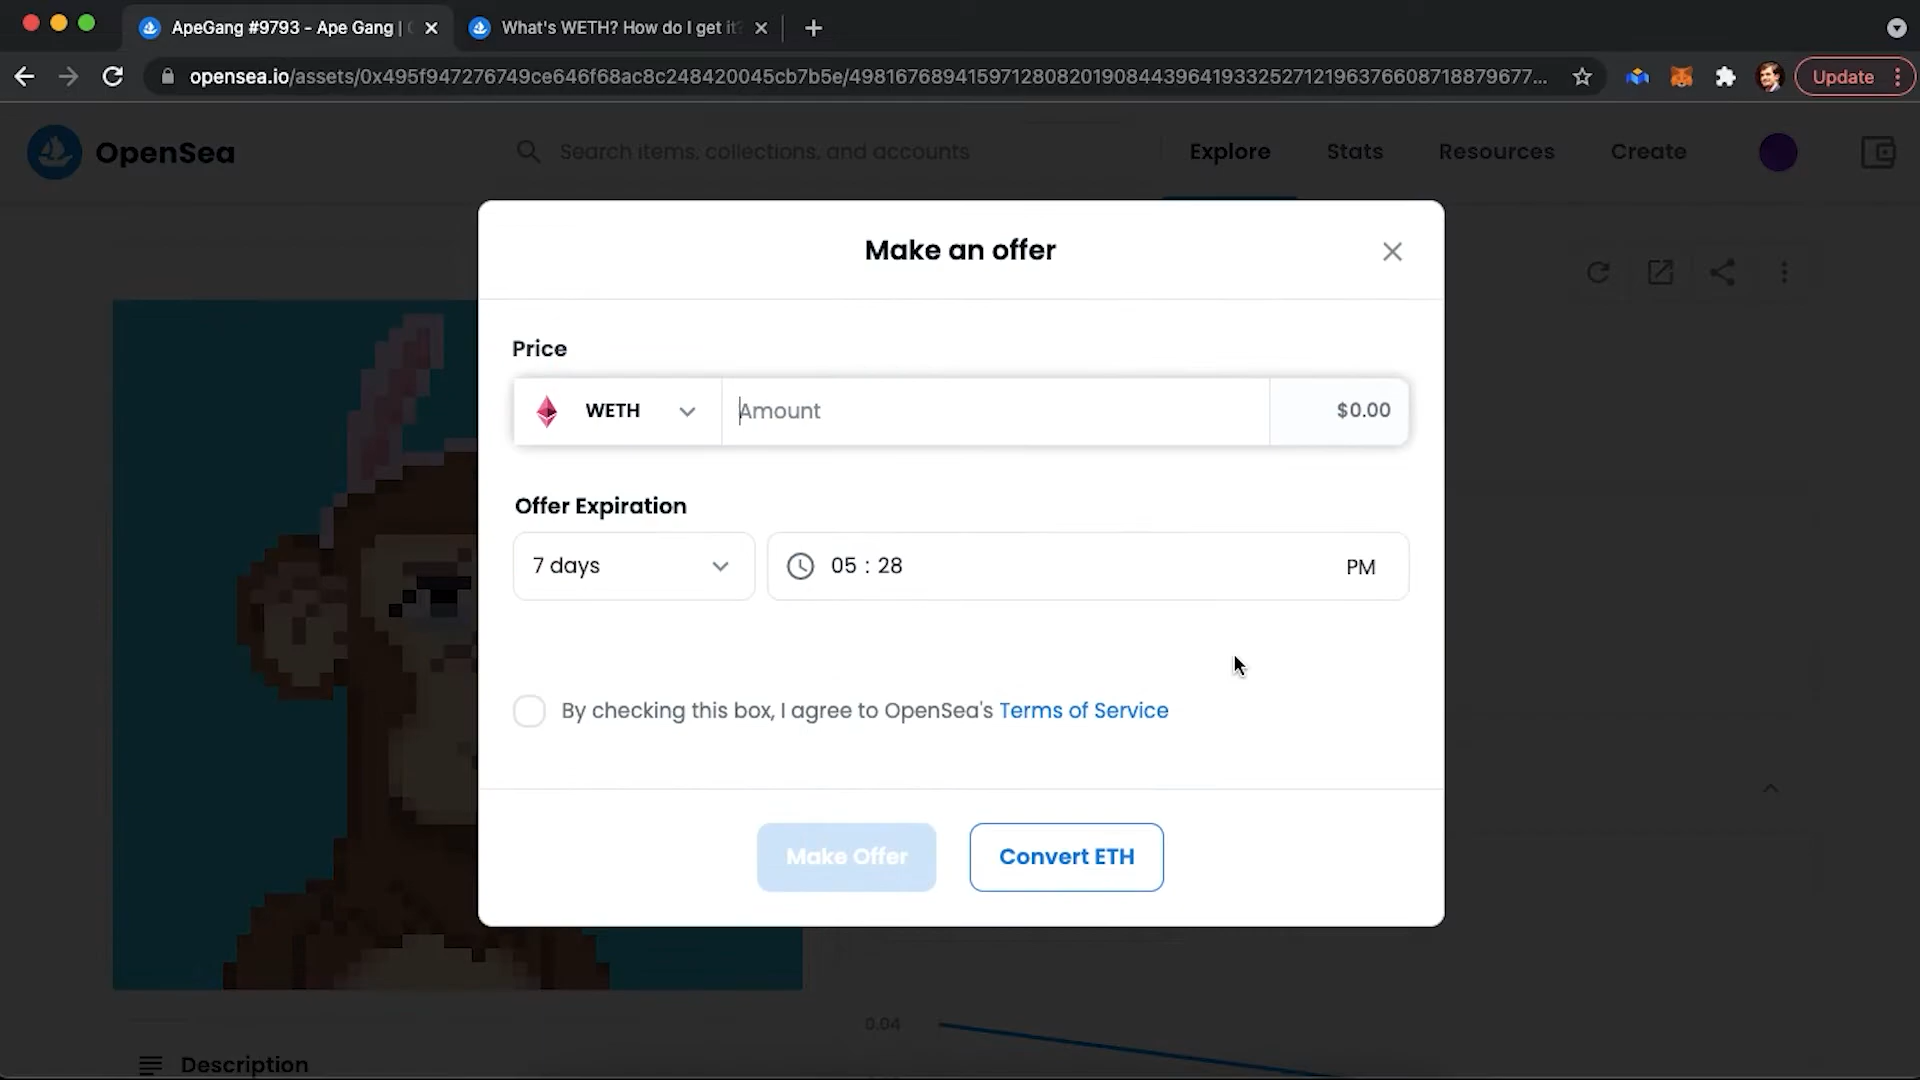 ApeGang #9793 - Ape Gang |
What's WETH? How do I get it?
opensea.io/assets/0x495f947276749ce646f68ac8c248420045cb7b5e/49816768941597128082019084439641933252712196376608718879677...
Update
OpenSea
Search items, collections, and accounts
Explore
Stats
Resources
Create
Make an offer
Price
WETH
Amount
$0.00
Offer Expiration
7 days
05 : 28
PM
By checking this box, I agree to OpenSea's Terms of Service
Make Offer
Convert ETH
0.04
Description